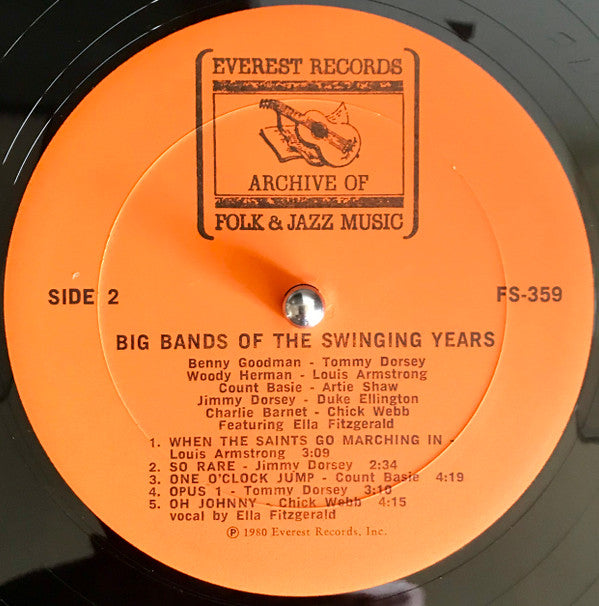 EVEREST RECORDS
ARCHIVE OF
FOLK & JAZZ MUSIC
SIDE 2
FS-359
BIG BANDS OF THE SWINGING YEARS
Benny Goodman - Tommy Dorsey
Woody Herman - Louis Armstrong
Count Basie - Artie Shaw
Jimmy Dorsey - Duke Ellington
Charlie Barnet - Chick Webb
Featuring Ella Fitzgerald
1. WHEN THE SAINTS GO MARCHING IN -
Louis Armstrong 3:09
2. SO RARE - Jimmy Dorsey 2:34
3. ONE O'CLOCK JUMP - Count Basie 4:19
4. OPUS 1 - Tommy Dorsey 3:10
5. OH JOHNNY - Chick Webb 4:15
vocal by Ella Fitzgerald
℗ 1980 Everest Records, Inc.